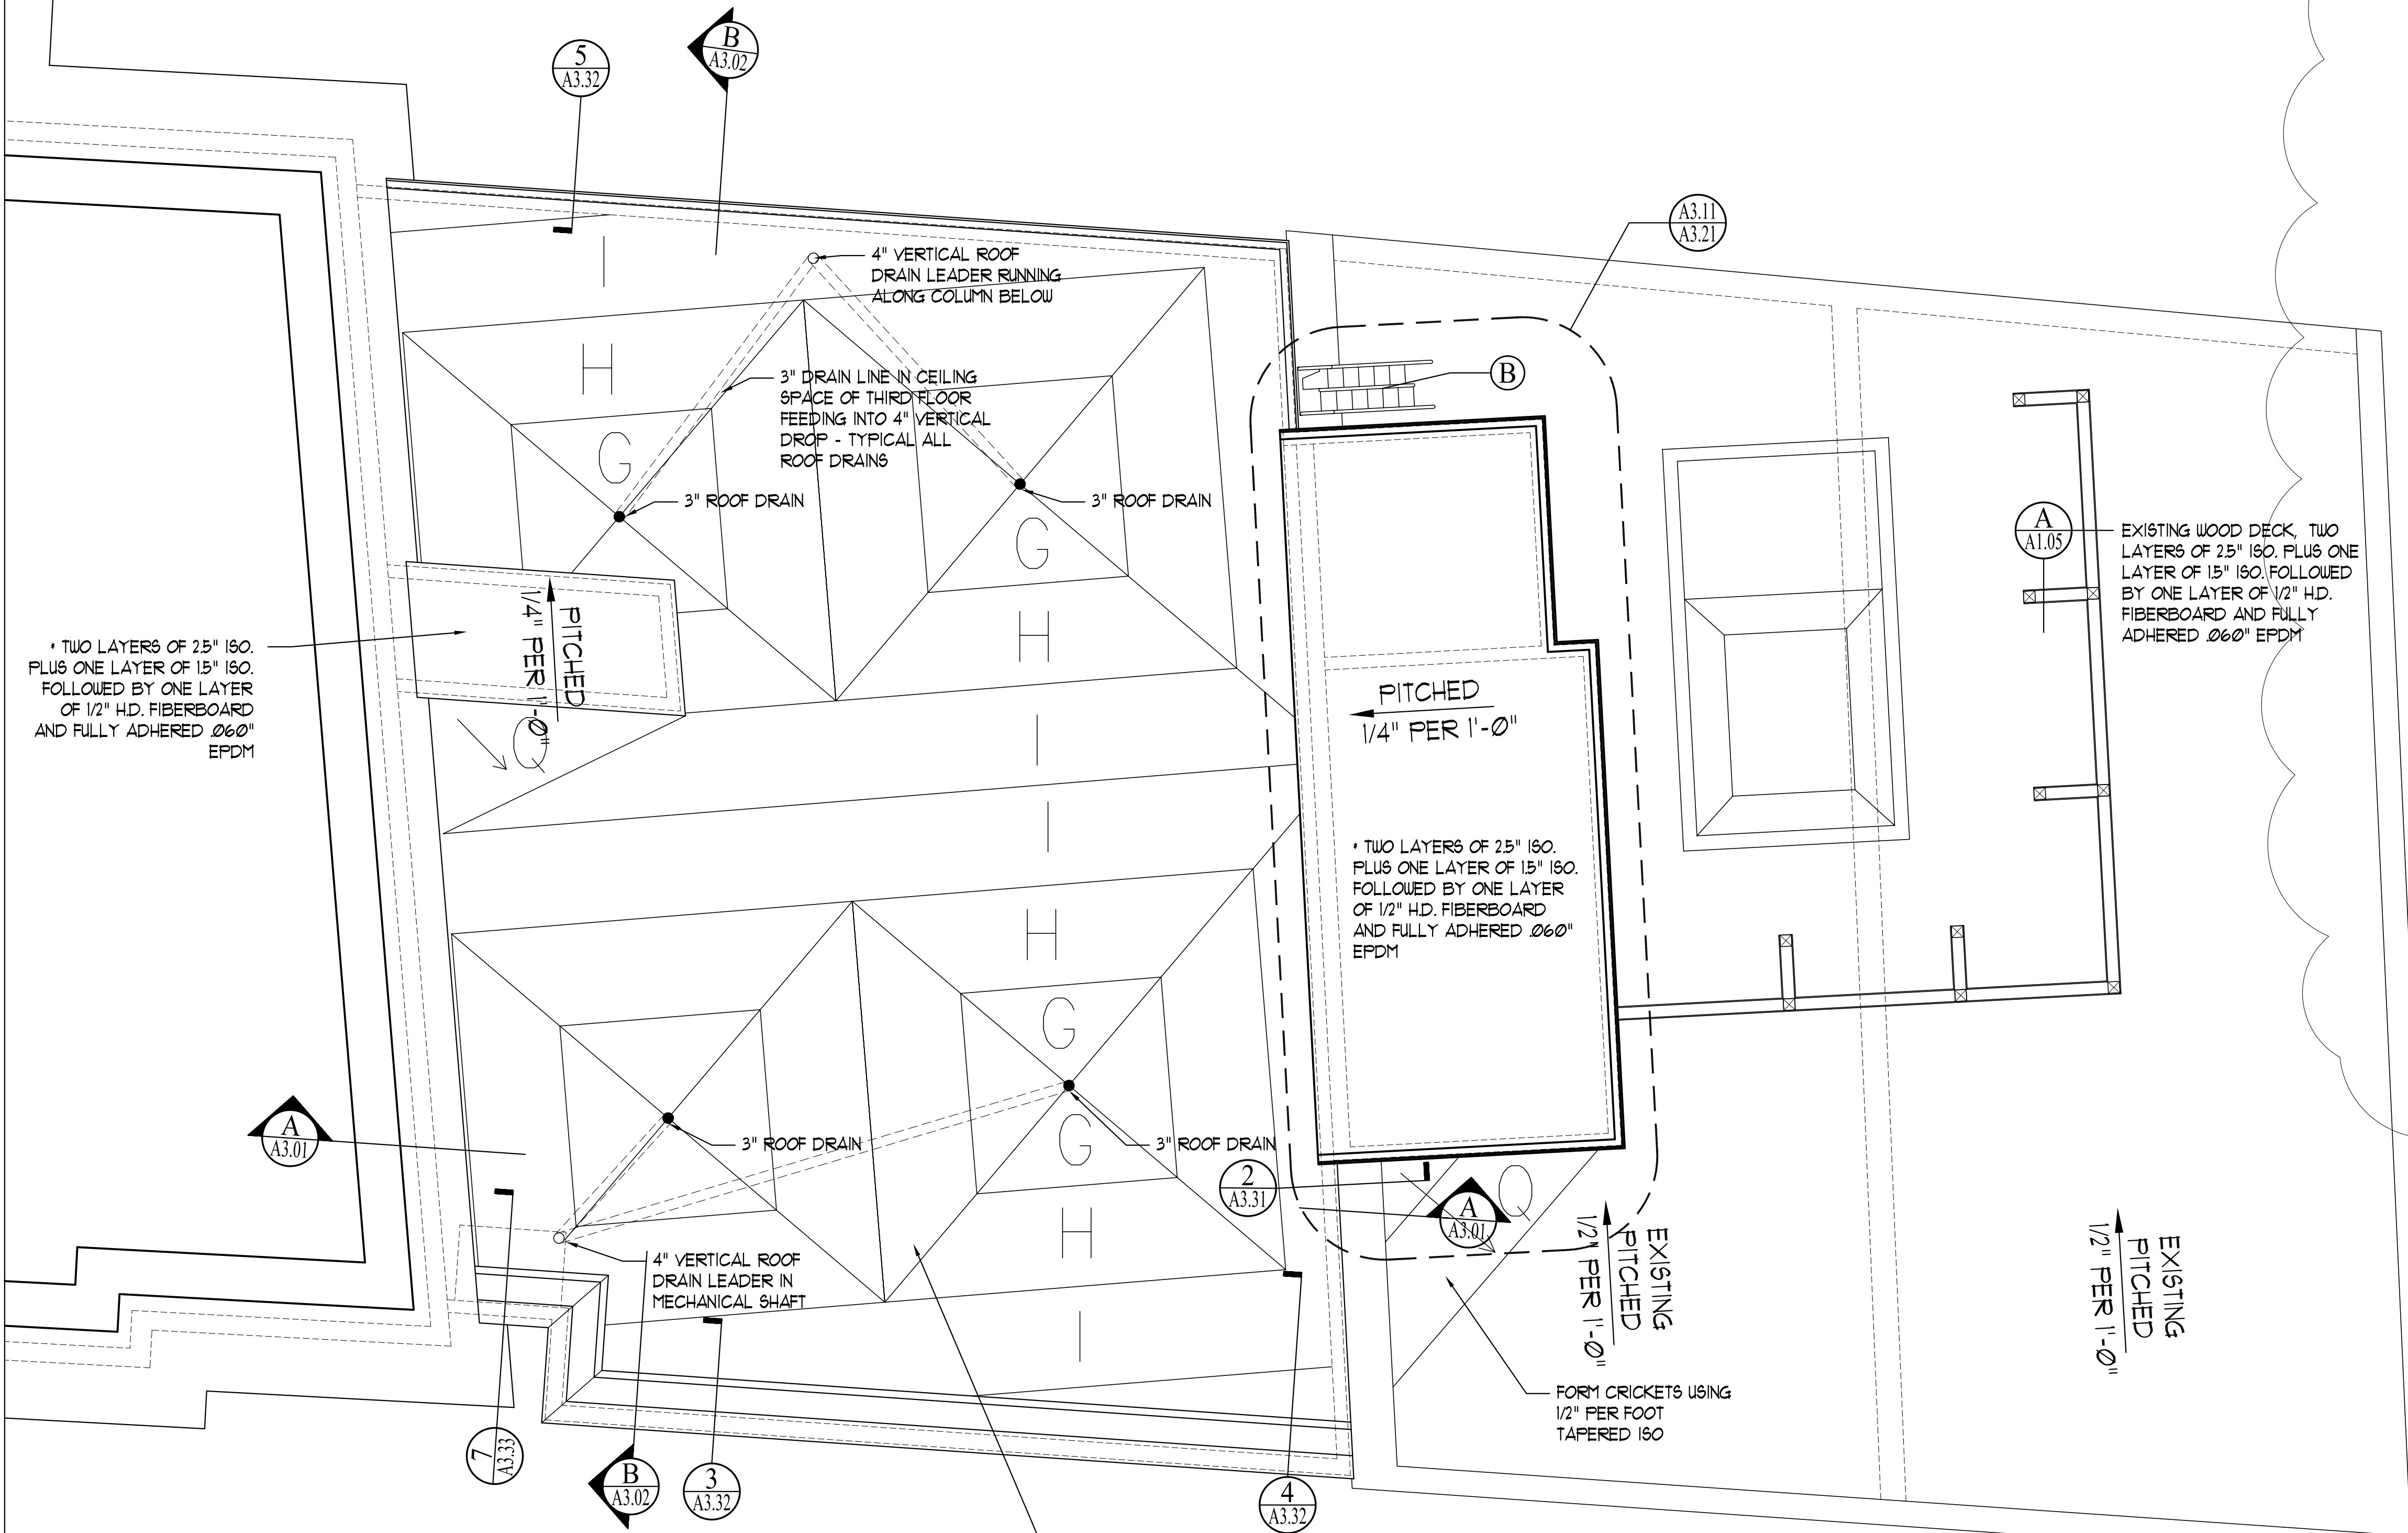 5
A3.32
B
A3.02
A3.11
A3.21
4" VERTICAL ROOF
DRAIN LEADER RUNNING
ALONG COLUMN BELOW
I
H
G
3" DRAIN LINE IN CEILING
SPACE OF THIRD FLOOR
FEEDING INTO 4" VERTICAL
DROP - TYPICAL ALL
ROOF DRAINS
3" ROOF DRAIN
3" ROOF DRAIN
G
H
I
B
A
A1.05
EXISTING WOOD DECK, TWO
LAYERS OF 2.5" ISO. PLUS ONE
LAYER OF 1.5" ISO. FOLLOWED
BY ONE LAYER OF 1/2" H.D.
FIBERBOARD AND FULLY
ADHERED .060" EPDM
* TWO LAYERS OF 2.5" ISO.
PLUS ONE LAYER OF 1.5" ISO.
FOLLOWED BY ONE LAYER
OF 1/2" H.D. FIBERBOARD
AND FULLY ADHERED .060"
EPDM
PITCHED
1/4" PER 1'-0"
Q
PITCHED
1/4" PER 1'-0"
* TWO LAYERS OF 2.5" ISO.
PLUS ONE LAYER OF 1.5" ISO.
FOLLOWED BY ONE LAYER
OF 1/2" H.D. FIBERBOARD
AND FULLY ADHERED .060"
EPDM
I
H
G
G
H
I
A
A3.01
3" ROOF DRAIN
3" ROOF DRAIN
2
A3.31
A
A3.01
Q
4" VERTICAL ROOF
DRAIN LEADER IN
MECHANICAL SHAFT
EXISTING
PITCHED
1/2" PER 1'-0"
EXISTING
PITCHED
1/2" PER 1'-0"
FORM CRICKETS USING
1/2" PER FOOT
TAPERED ISO
7
A3.33
B
A3.02
3
A3.32
4
A3.32